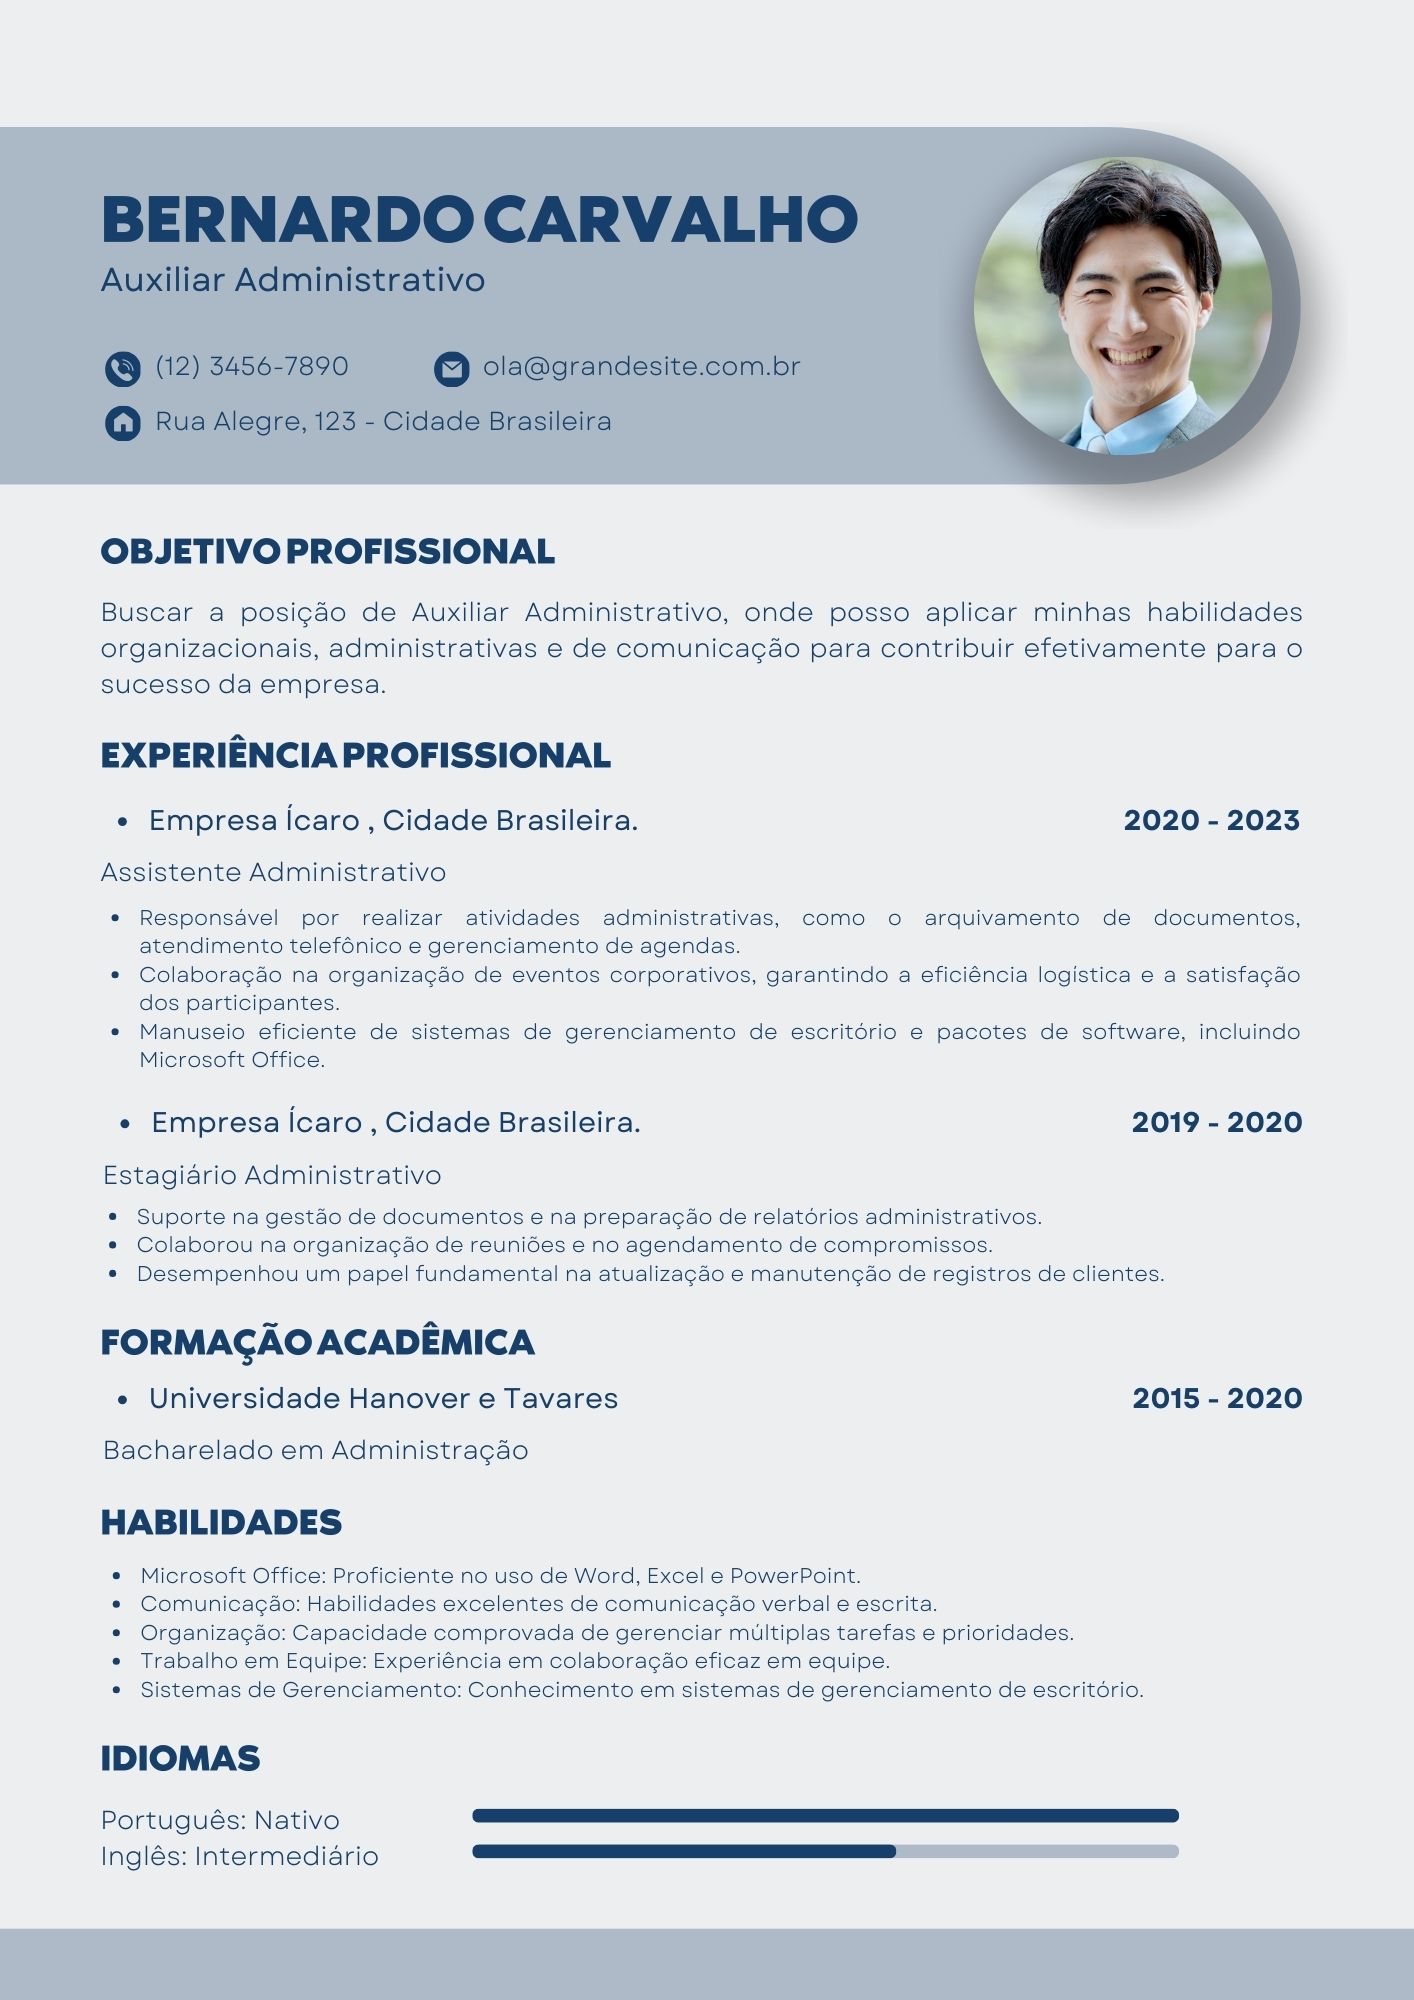 BERNARDO CARVALHO
Auxiliar Administrativo
(12) 3456-7890
ola@grandesite.com.br
Rua Alegre, 123 - Cidade Brasileira
OBJETIVO PROFISSIONAL
Buscar a posição de Auxiliar Administrativo, onde posso aplicar minhas habilidades
organizacionais, administrativas e de comunicação para contribuir efetivamente para o
sucesso da empresa.
EXPERIÊNCIA PROFISSIONAL
• Empresa Ícaro , Cidade Brasileira. 2020 - 2023
Assistente Administrativo
• Responsável por realizar atividades administrativas, como o arquivamento de documentos,
atendimento telefônico e gerenciamento de agendas.
• Colaboração na organização de eventos corporativos, garantindo a eficiência logística e a satisfação
dos participantes.
• Manuseio eficiente de sistemas de gerenciamento de escritório e pacotes de software, incluindo
Microsoft Office.
• Empresa Ícaro , Cidade Brasileira. 2019 - 2020
Estagiário Administrativo
• Suporte na gestão de documentos e na preparação de relatórios administrativos.
• Colaborou na organização de reuniões e no agendamento de compromissos.
• Desempenhou um papel fundamental na atualização e manutenção de registros de clientes.
FORMAÇÃO ACADÊMICA
• Universidade Hanover e Tavares 2015 - 2020
Bacharelado em Administração
HABILIDADES
• Microsoft Office: Proficiente no uso de Word, Excel e PowerPoint.
• Comunicação: Habilidades excelentes de comunicação verbal e escrita.
• Organização: Capacidade comprovada de gerenciar múltiplas tarefas e prioridades.
• Trabalho em Equipe: Experiência em colaboração eficaz em equipe.
• Sistemas de Gerenciamento: Conhecimento em sistemas de gerenciamento de escritório.
IDIOMAS
Português: Nativo
Inglês: Intermediário